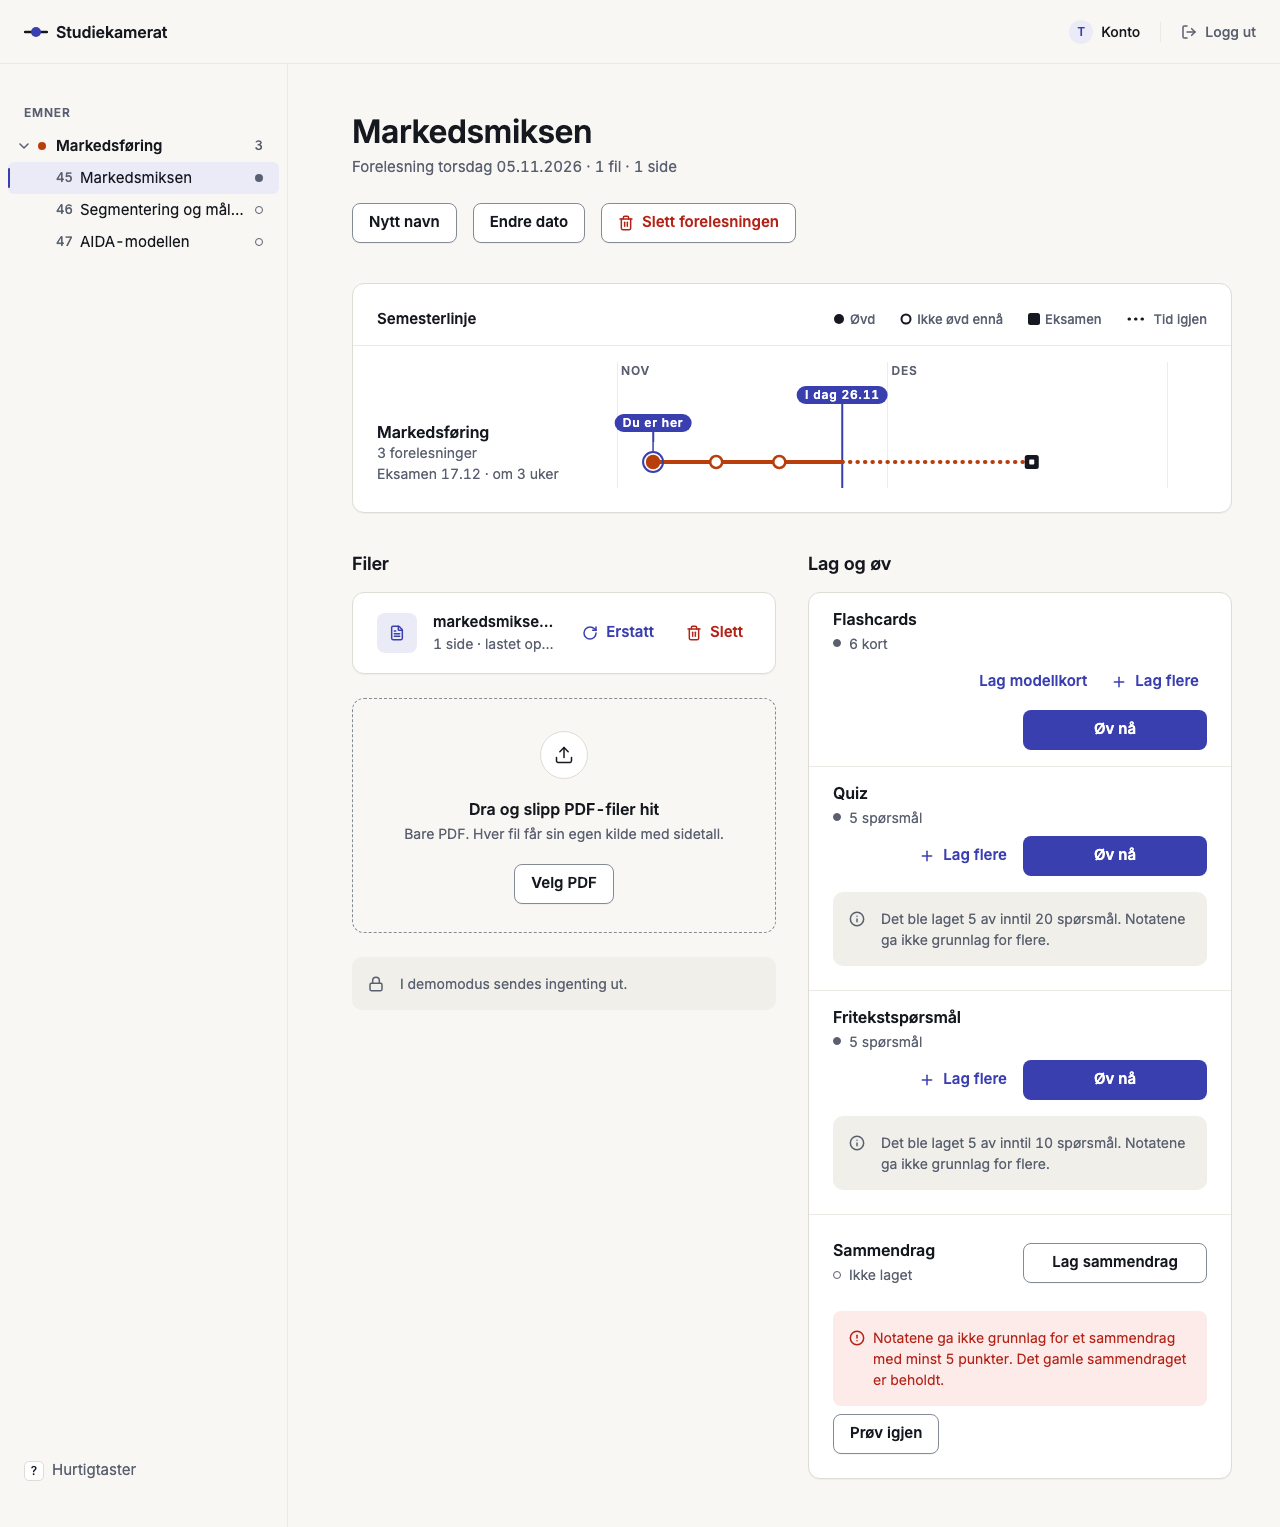 Studiekamerat
T Konto
Logg ut
EMNER
Markedsføring 3
45 Markedsmiksen
46 Segmentering og mål...
47 AIDA-modellen
? Hurtigtaster
Markedsmiksen
Forelesning torsdag 05.11.2026 · 1 fil · 1 side
Nytt navn
Endre dato
Slett forelesningen
Semesterlinje
Øvd
Ikke øvd ennå
Eksamen
Tid igjen
NOV
DES
I dag 26.11
Du er her
Markedsføring
3 forelesninger
Eksamen 17.12 · om 3 uker
Filer
markedsmikse...
1 side · lastet op...
Erstatt
Slett
Dra og slipp PDF-filer hit
Bare PDF. Hver fil får sin egen kilde med sidetall.
Velg PDF
I demomodus sendes ingenting ut.
Lag og øv
Flashcards
6 kort
Lag modellkort
Lag flere
Øv nå
Quiz
5 spørsmål
Lag flere
Øv nå
Det ble laget 5 av inntil 20 spørsmål. Notatene
ga ikke grunnlag for flere.
Fritekstspørsmål
5 spørsmål
Lag flere
Øv nå
Det ble laget 5 av inntil 10 spørsmål. Notatene
ga ikke grunnlag for flere.
Sammendrag
Ikke laget
Lag sammendrag
Notatene ga ikke grunnlag for et sammendrag
med minst 5 punkter. Det gamle sammendraget
er beholdt.
Prøv igjen